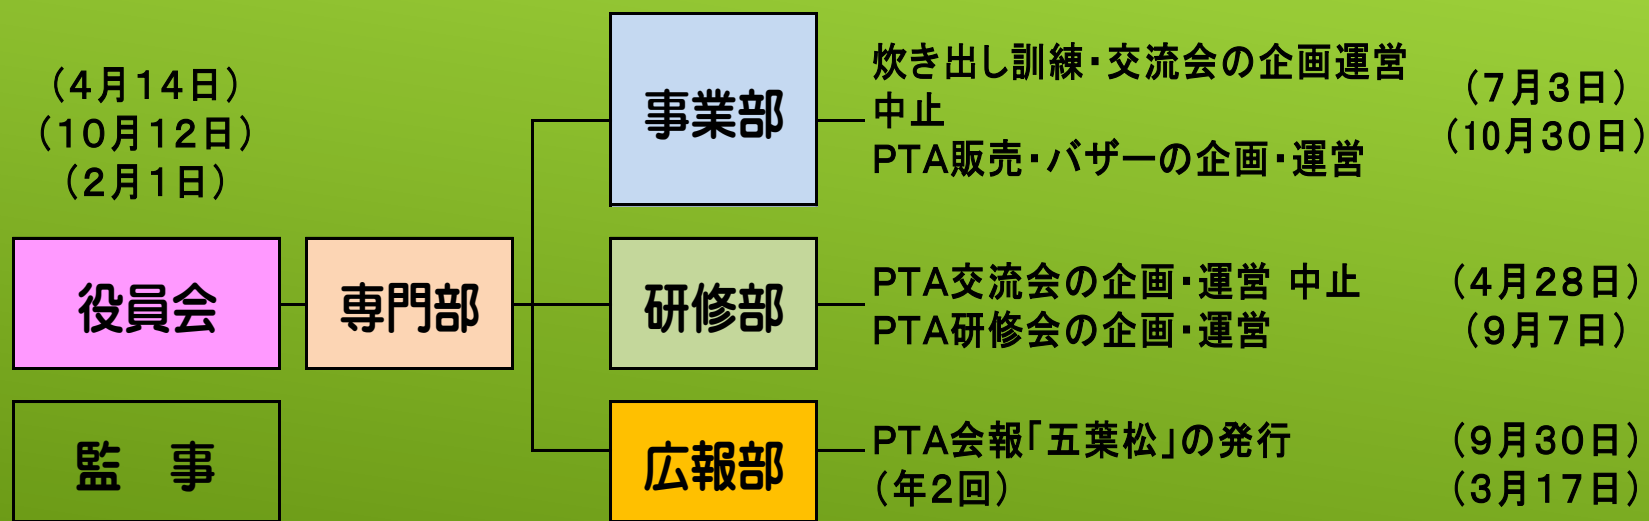 (4月14日)
(10月12日)
(2月1日)
役員会
専門部
監　事
事業部
炊き出し訓練・交流会の企画運営
中止
PTA販売・バザーの企画・運営
(7月3日)
(10月30日)
研修部
PTA交流会の企画・運営 中止
PTA研修会の企画・運営
(4月28日)
(9月7日)
広報部
PTA会報「五葉松」の発行
(年2回)
(9月30日)
(3月17日)